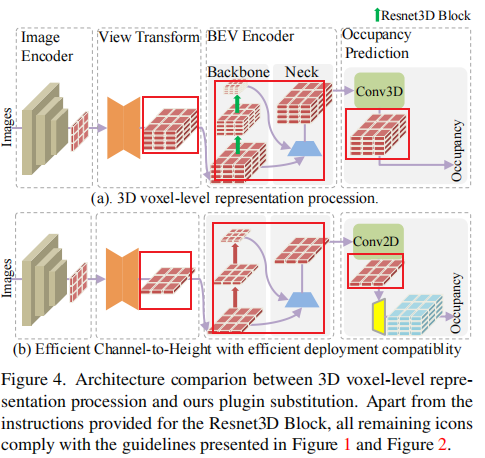 Resnet3D Block
Image Encoder
View Transform
BEV Encoder
Occupancy Prediction
Backbone
Neck
Images
Conv3D
Occupancy
(a). 3D voxel-level representation procession.
Images
Conv2D
Occupancy
(b) Efficient Channel-to-Height with efficient deployment compatiblity
Figure 4. Architecture comparion between 3D voxel-level repre-
sentation procession and ours plugin substitution. Apart from the
instructions provided for the Resnet3D Block, all remaining icons
comply with the guidelines presented in Figure 1 and Figure 2.